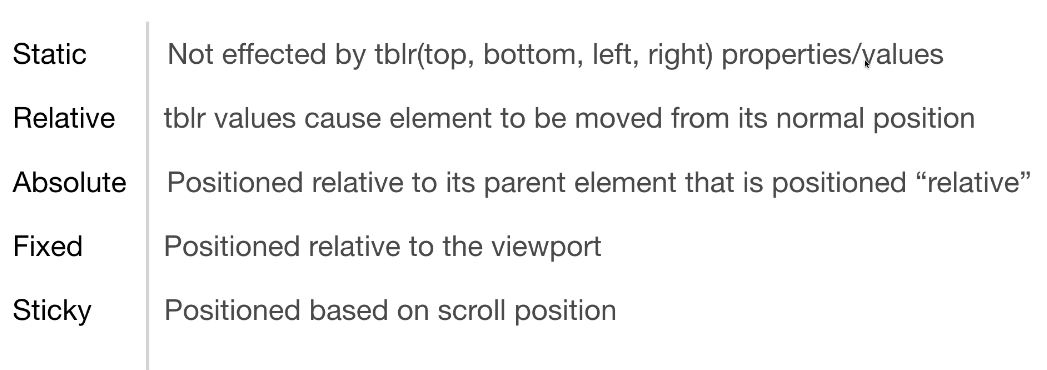 Static Not effected by tblr(top, bottom, left, right) properties/values
Relative tblr values cause element to be moved from its normal position
Absolute Positioned relative to its parent element that is positioned “relative”
Fixed Positioned relative to the viewport
Sticky Positioned based on scroll position